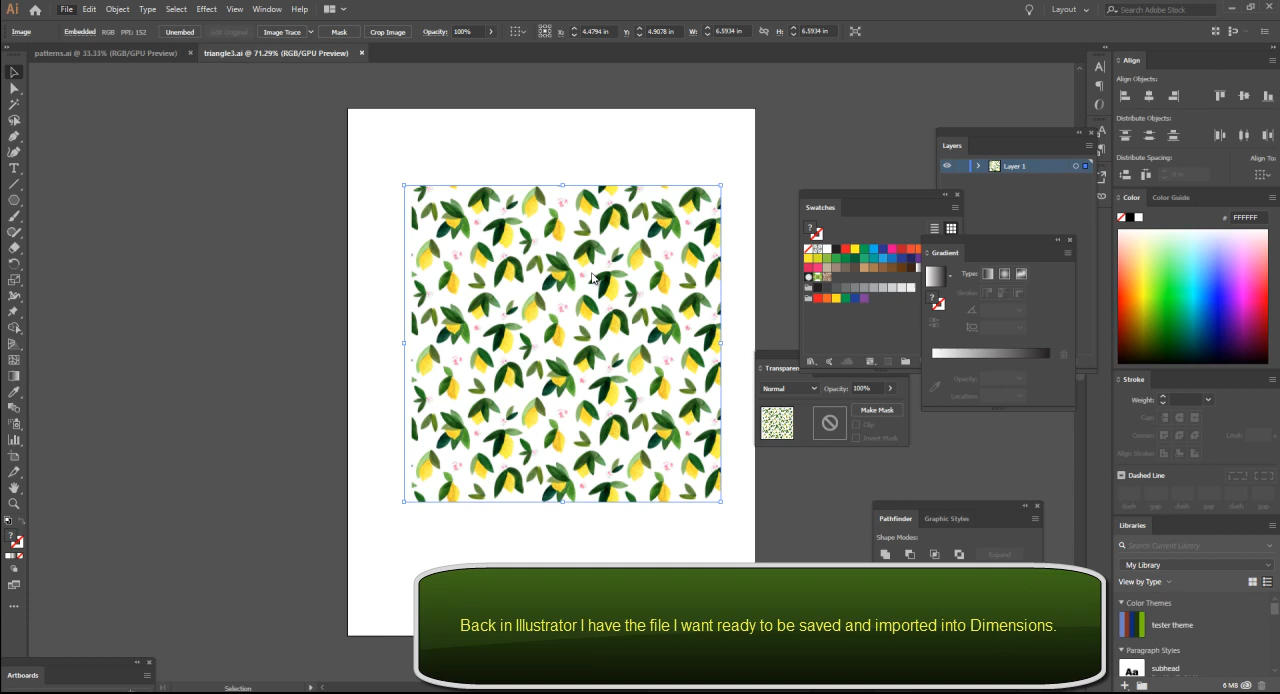 Ai File Edit Object Type Select Effect View Window Help Layout Search Adobe Stock
Image Embedded RGB PPI: 152 Unembed Edit Original Image Trace Mask Crop Image Opacity: 100% X: 4.4794 in Y: 4.9078 in W: 6.5934 in H: 6.5934 in
patterns.ai @ 33.33% (RGB/GPU Preview) × triangle3.ai @ 71.29% (RGB/GPU Preview) ×
Align
Align Objects:
Distribute Objects:
Distribute Spacing: Align To:
0 in
Layers
Layer 1
Color Color Guide
# FFFFFF
Swatches
Gradient
Type:
Stroke:
Opacity:
Location:
Transparen
Normal Opacity: 100%
Make Mask
Clip
Invert Mask
Stroke
Weight:
Cap:
Corner: Limit:
Align Stroke:
Dashed Line
dash gap dash gap dash gap
Pathfinder Graphic Styles
Shape Modes:
Expand
Libraries
Search Current Library
My Library
View by Type
Color Themes
tester theme
Paragraph Styles
Aa subhead
6 MB
Back in Illustrator I have the file I want ready to be saved and imported into Dimensions.
Artboards
Selection